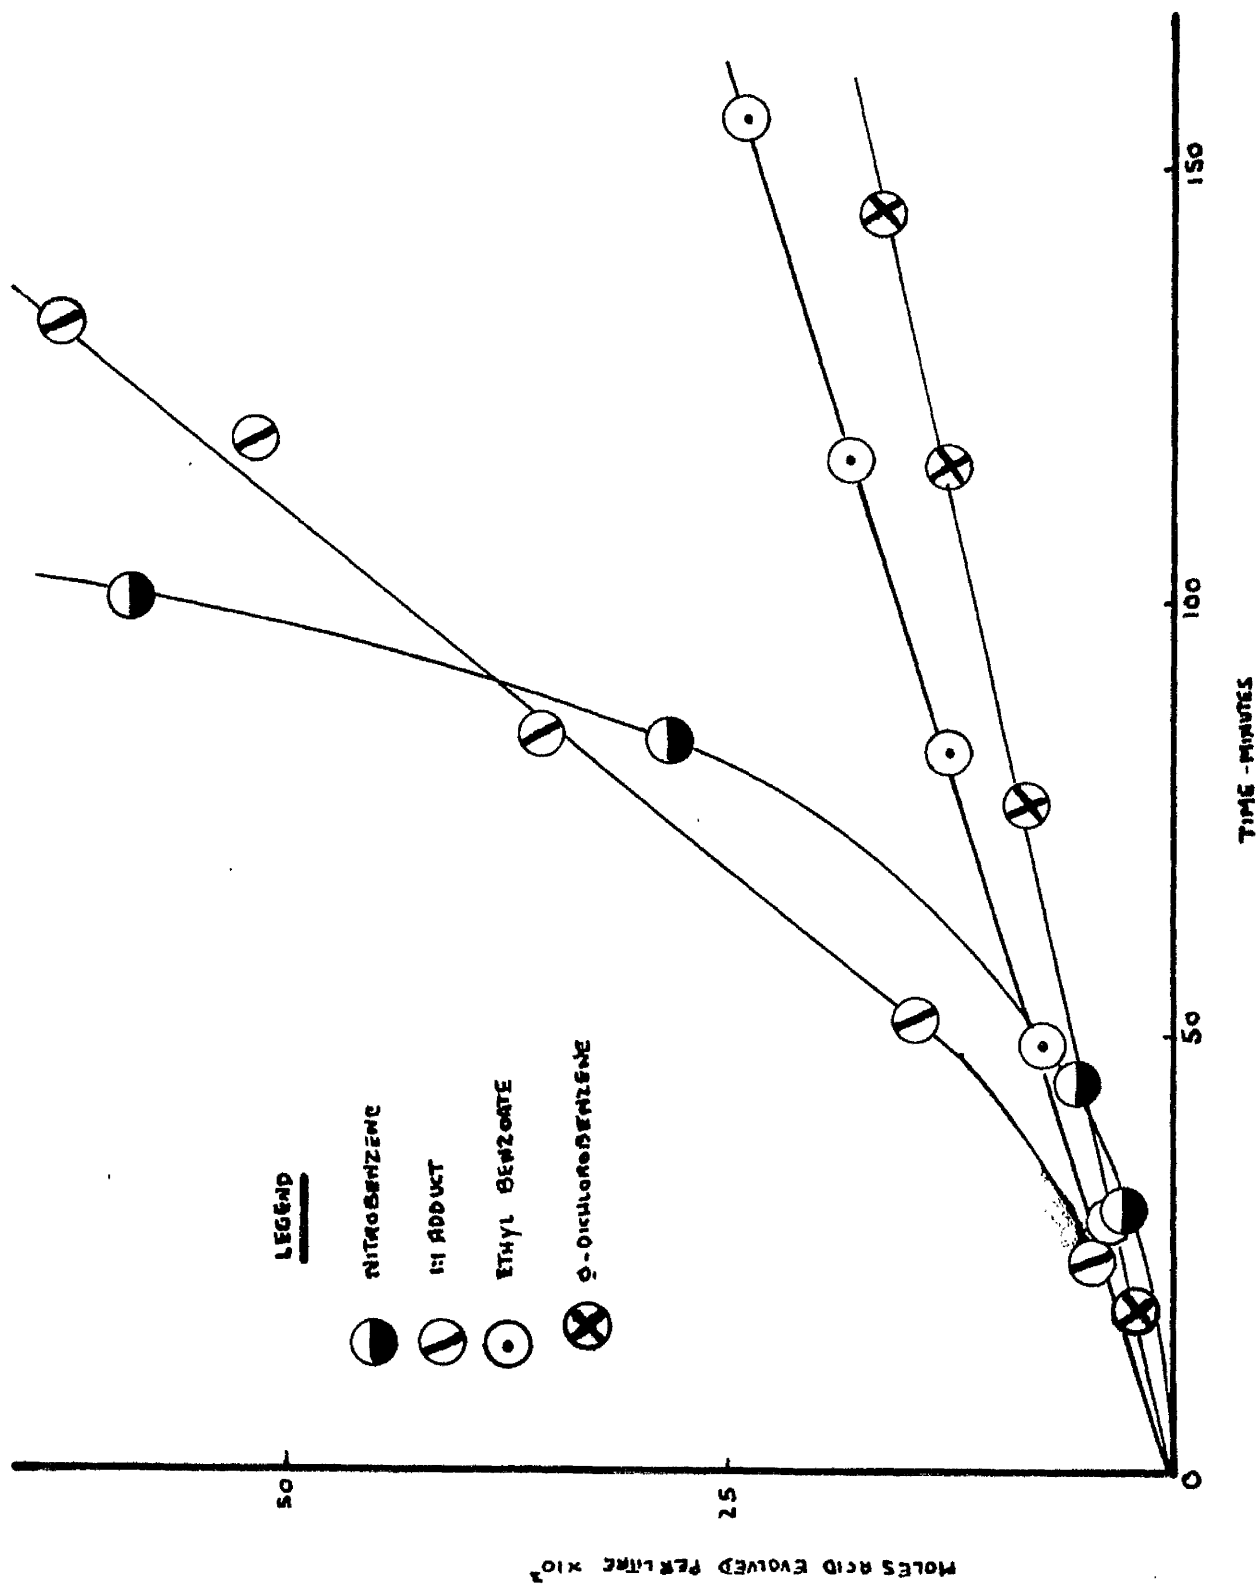 LEGEND
NITROBENZENE
1:1 ADDUCT
ETHYL BENZOATE
O-DICHLOROBENZENE
MOLES ACID EVOLVED PER LITRE ×10³
50
25
0
50
100
150
TIME - MINUTES